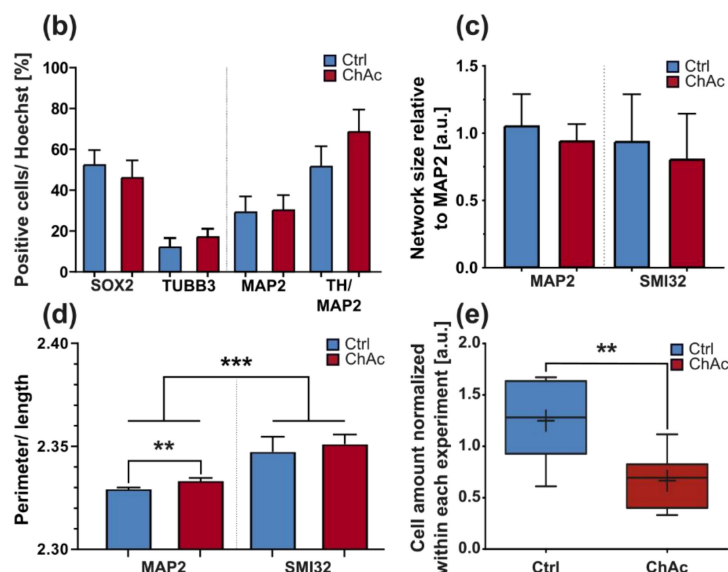 (b)
Positive cells/ Hoechst [%]
Ctrl
ChAc
100
80
60
40
20
0
SOX2
TUBB3
MAP2
TH/
MAP2
(c)
Network size relative
to MAP2 [a.u.]
Ctrl
ChAc
1.5
1.0
0.5
0.0
MAP2
SMI32
(d)
Perimeter/ length
Ctrl
ChAc
2.40
2.35
2.30
***
**
MAP2
SMI32
(e)
Cell amount normalized
within each experiment [a.u.]
Ctrl
ChAc
2.0
1.5
1.0
0.5
0.0
**
Ctrl
ChAc